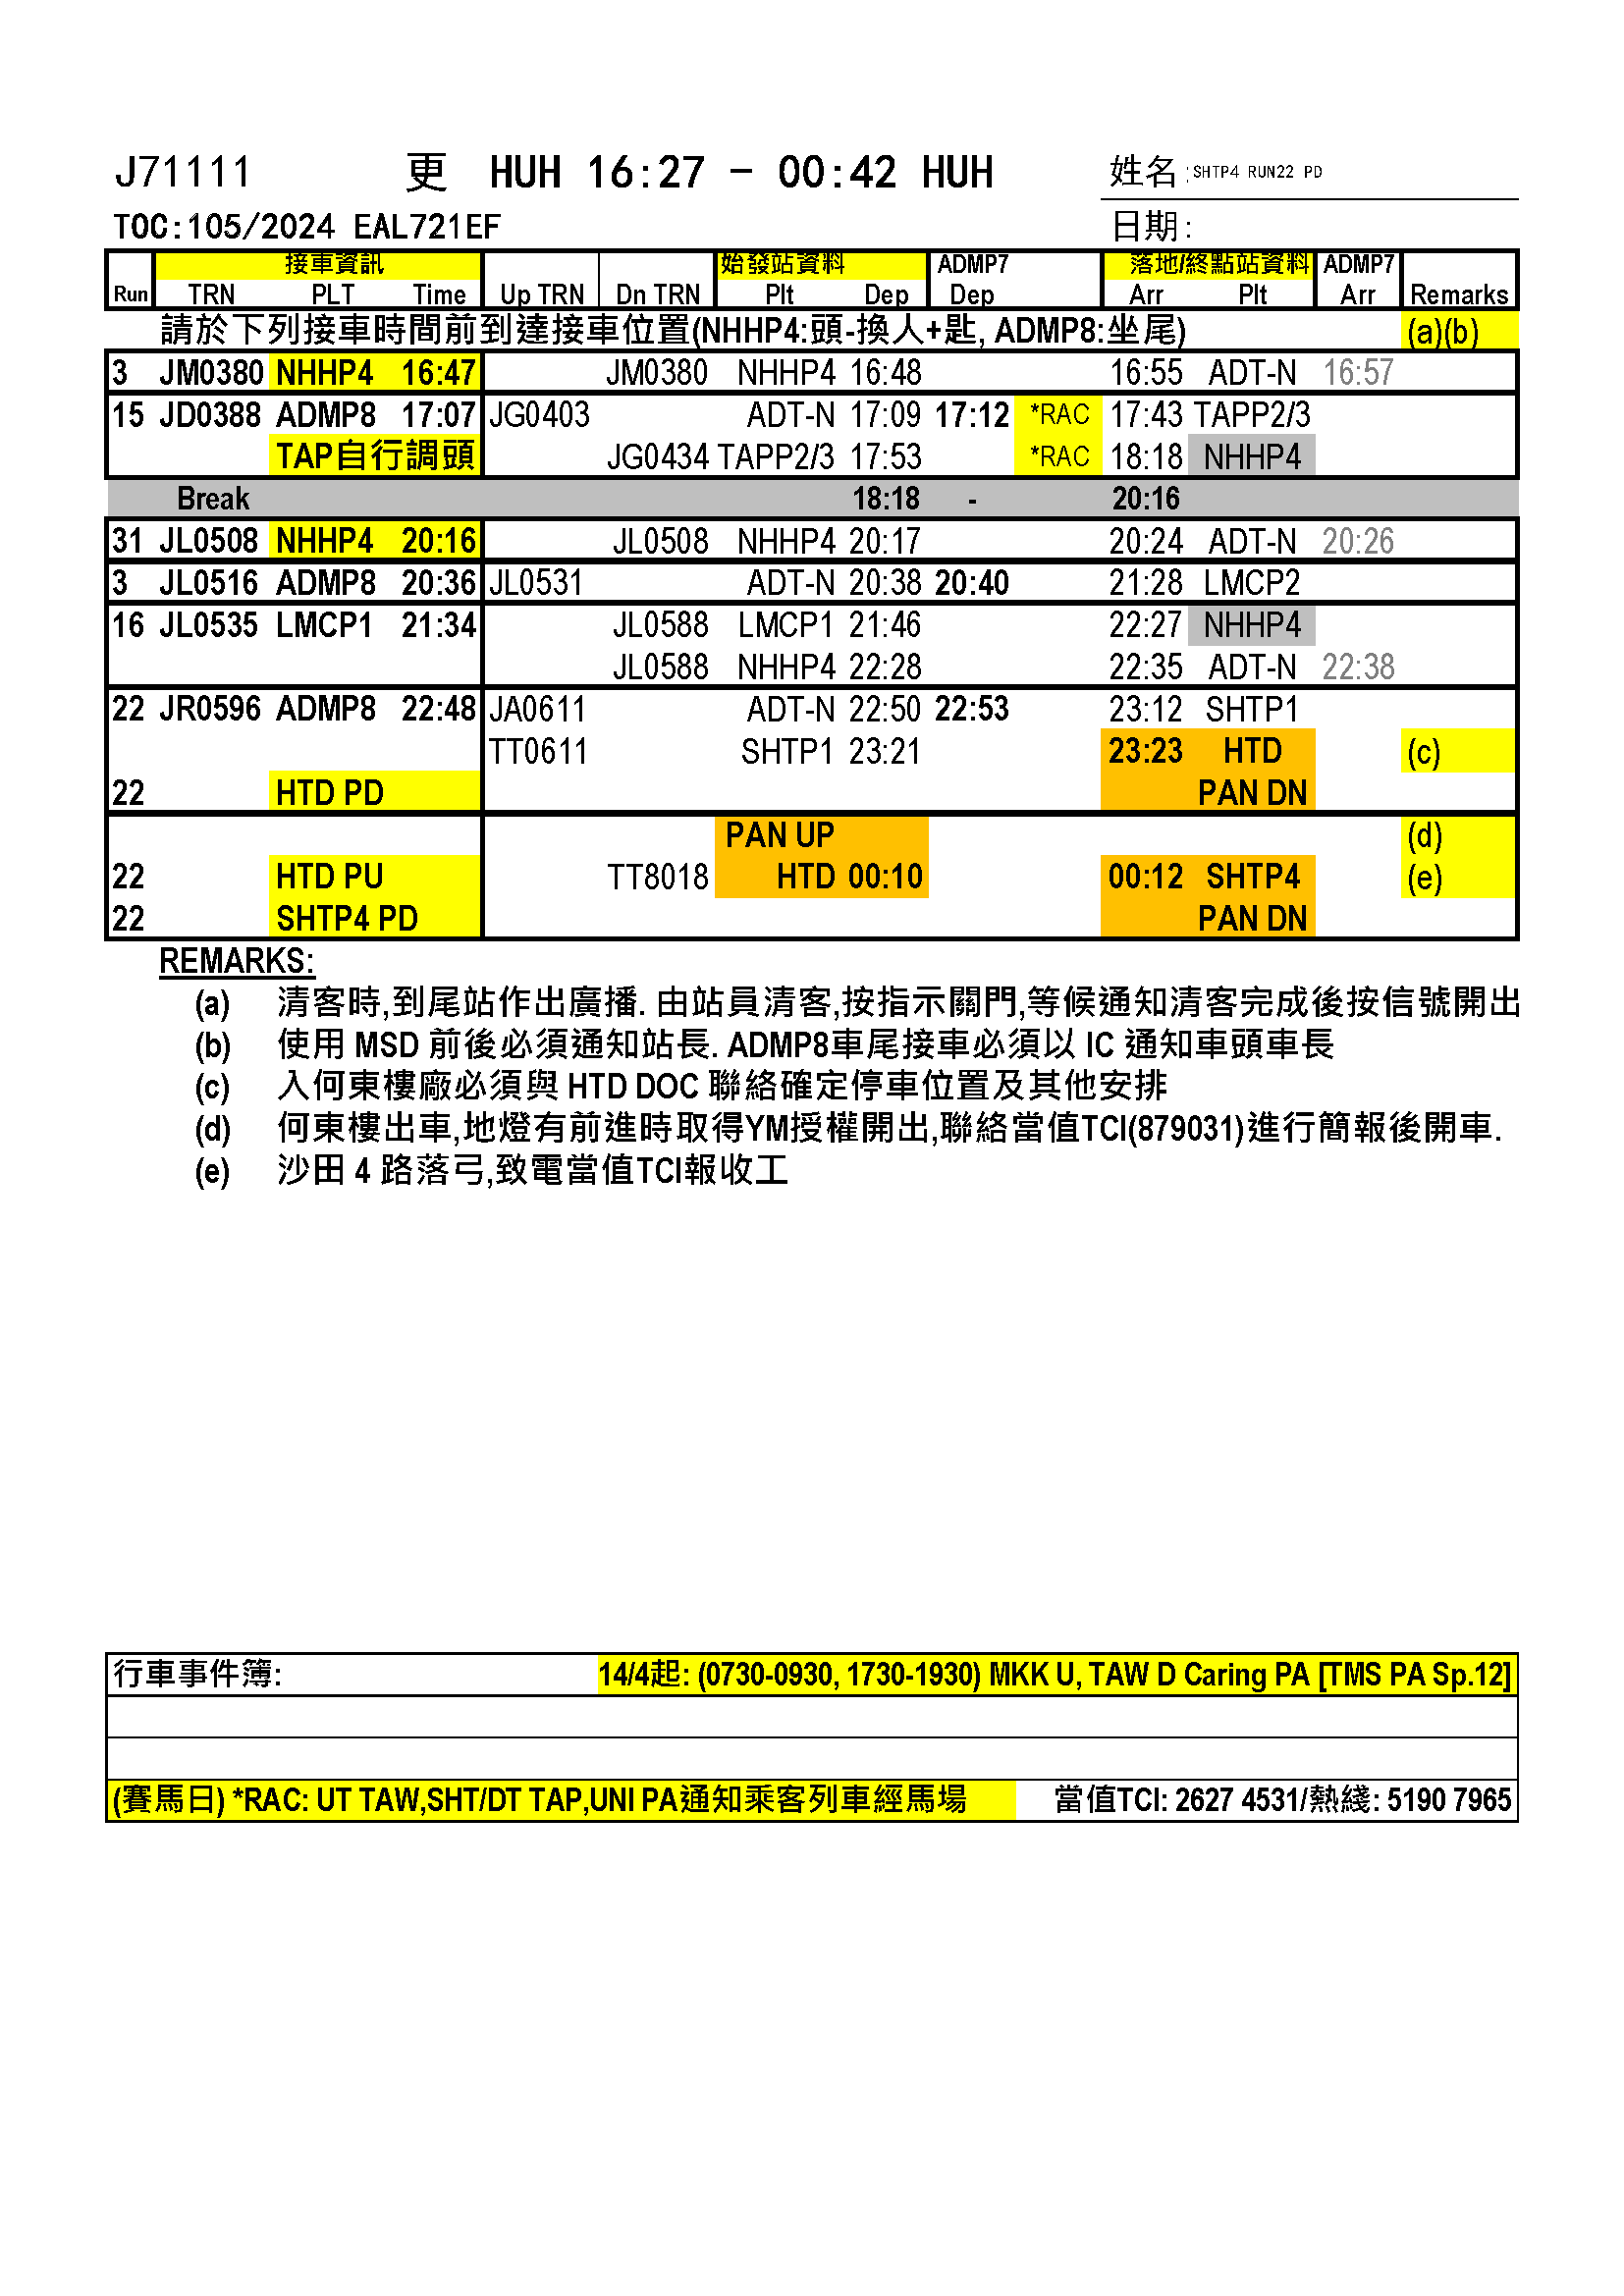 J71111 更 HUH 16:27 - 00:42 HUH 姓名:SHTP4 RUN22 PD
TOC:105/2024 EAL721EF 日期:
接車資訊 始發站資料 ADMP7 落地/終點站資料 ADMP7
Run TRN PLT Time Up TRN Dn TRN Plt Dep Dep Arr Plt Arr Remarks
請於下列接車時間前到達接車位置(NHHP4:頭-換人+匙, ADMP8:坐尾) (a)(b)
3 JM0380 NHHP4 16:47 JM0380 NHHP4 16:48 16:55 ADT-N 16:57
15 JD0388 ADMP8 17:07 JG0403 ADT-N 17:09 17:12 *RAC 17:43 TAPP2/3
TAP自行調頭 JG0434 TAPP2/3 17:53 *RAC 18:18 NHHP4
Break 18:18 - 20:16
31 JL0508 NHHP4 20:16 JL0508 NHHP4 20:17 20:24 ADT-N 20:26
3 JL0516 ADMP8 20:36 JL0531 ADT-N 20:38 20:40 21:28 LMCP2
16 JL0535 LMCP1 21:34 JL0588 LMCP1 21:46 22:27 NHHP4
JL0588 NHHP4 22:28 22:35 ADT-N 22:38
22 JR0596 ADMP8 22:48 JA0611 ADT-N 22:50 22:53 23:12 SHTP1
TT0611 SHTP1 23:21 23:23 HTD (c)
22 HTD PD PAN DN
PAN UP (d)
22 HTD PU TT8018 HTD 00:10 00:12 SHTP4 (e)
22 SHTP4 PD PAN DN
REMARKS:
(a) 清客時,到尾站作出廣播. 由站員清客,按指示關門,等候通知清客完成後按信號開出
(b) 使用 MSD 前後必須通知站長. ADMP8車尾接車必須以 IC 通知車頭車長
(c) 入何東樓廠必須與 HTD DOC 聯絡確定停車位置及其他安排
(d) 何東樓出車,地燈有前進時取得YM授權開出,聯絡當值TCI(879031)進行簡報後開車.
(e) 沙田 4 路落弓,致電當值TCI報收工
行車事件簿: 14/4起: (0730-0930, 1730-1930) MKK U, TAW D Caring PA [TMS PA Sp.12]
(賽馬日) *RAC: UT TAW,SHT/DT TAP,UNI PA通知乘客列車經馬場 當值TCI: 2627 4531/熱綫: 5190 7965